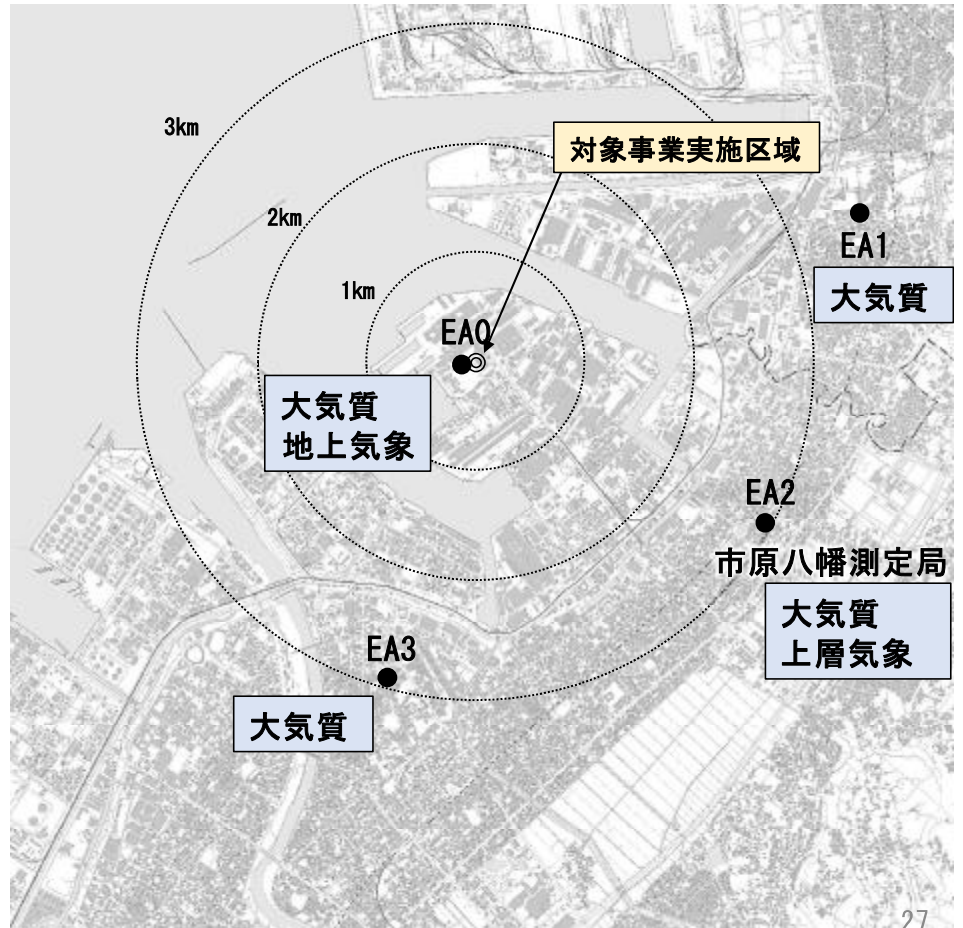 3km
対象事業実施区域
2km
EA1
大気質
1km
EA0
大気質
地上気象
EA2
市原八幡測定局
大気質
上層気象
EA3
大気質
27